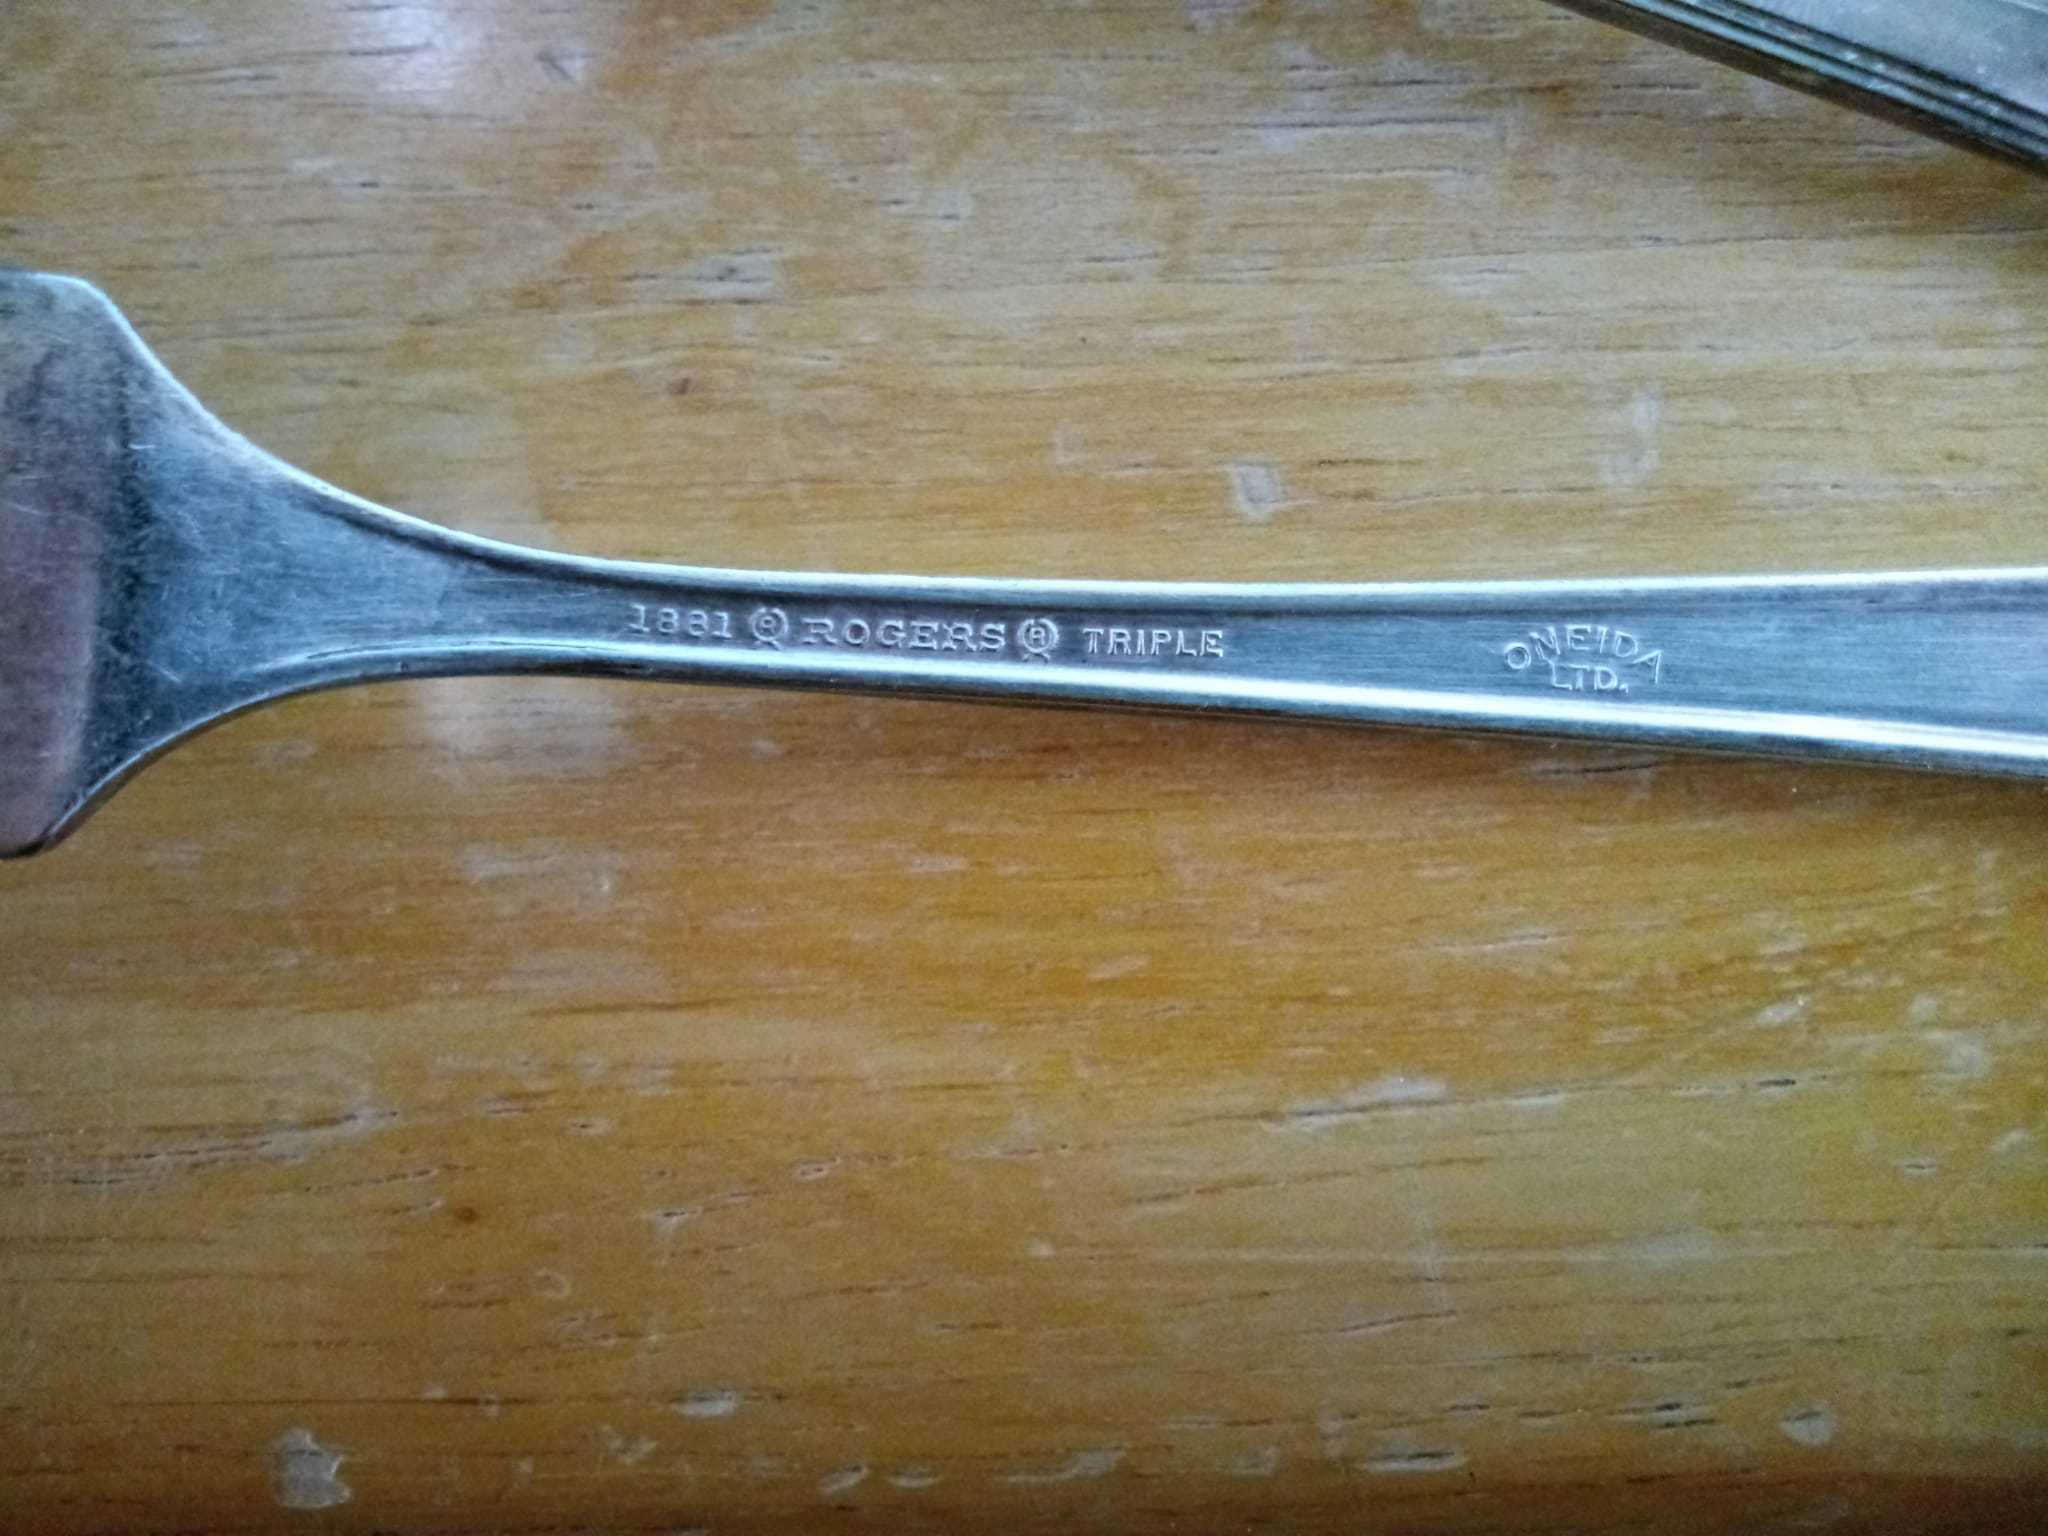 1881 ® ROGERS ® TRIPLE
ONEIDA
LTD.